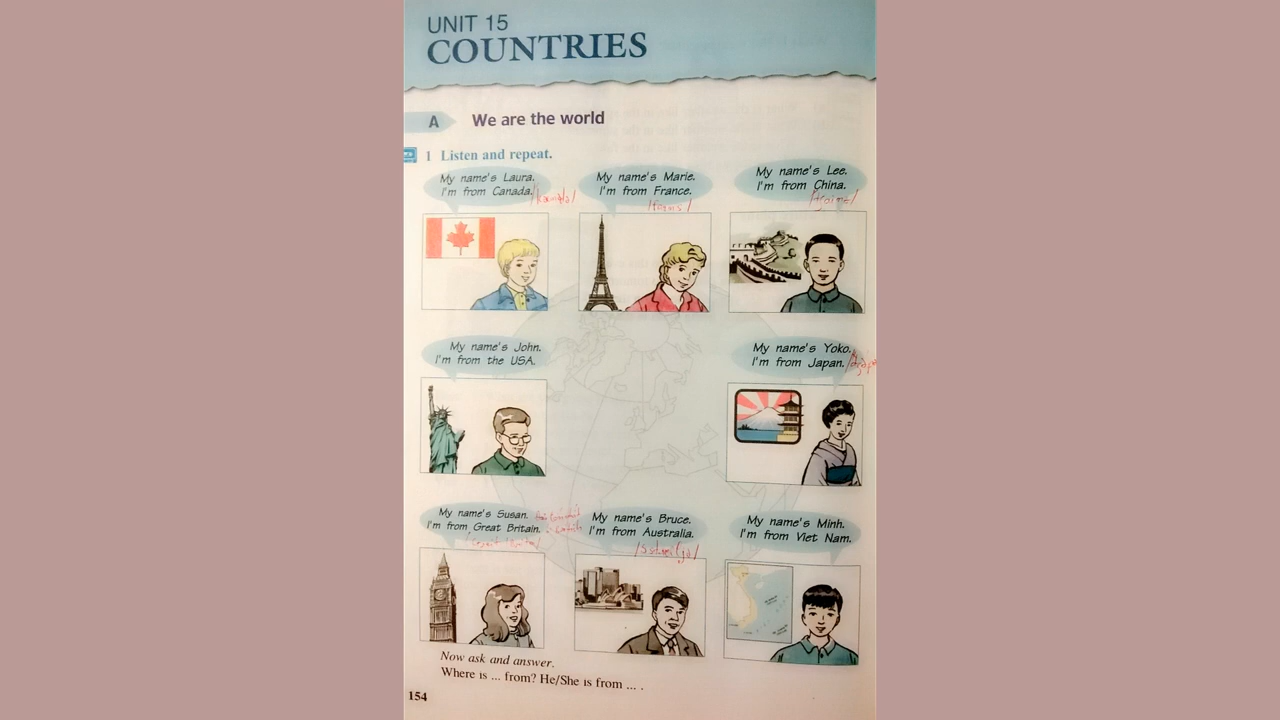 UNIT 15
COUNTRIES
A We are the world
1 Listen and repeat.
My name's Laura.
I'm from Canada.
My name's Marie.
I'm from France.
My name's Lee.
I'm from China.
My name's John.
I'm from the USA.
My name's Yoko.
I'm from Japan.
My name's Susan.
I'm from Great Britain.
My name's Bruce.
I'm from Australia.
My name's Minh.
I'm from Viet Nam.
Now ask and answer.
Where is ... from? He/She is from ... .
154